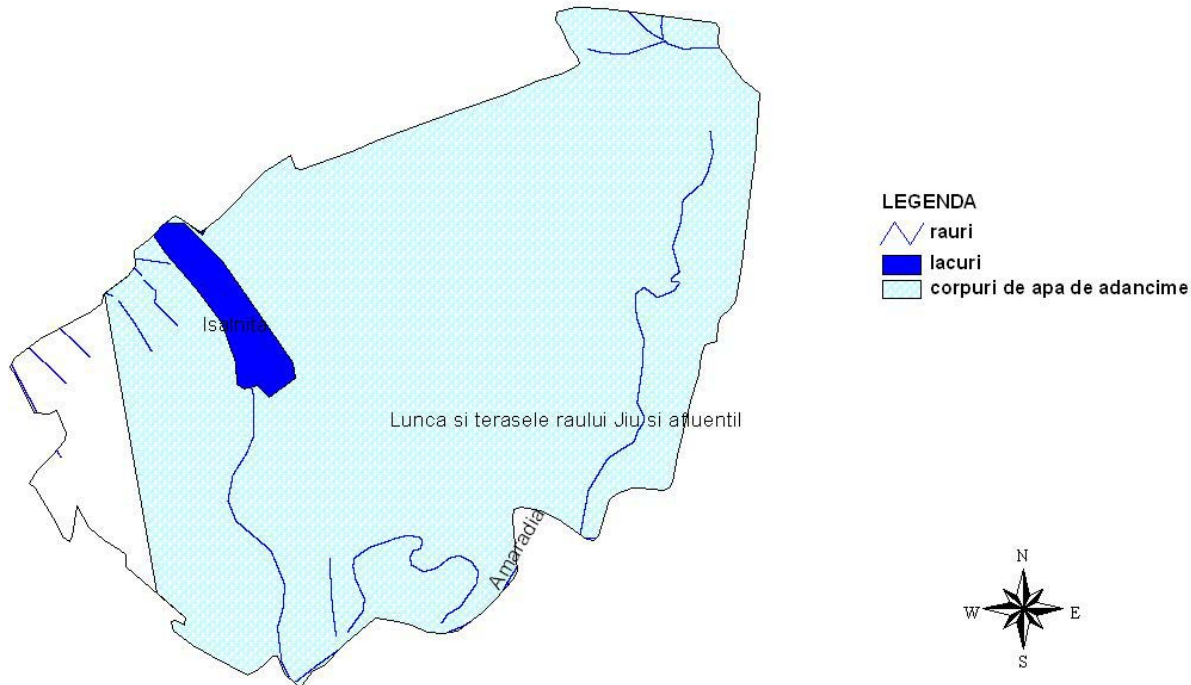 LEGENDA
rauri
lacuri
corpuri de apa de adancime
Isalnita
Lunca si terasele raului Jiu si afluentil
Amaradia
N
W E
S